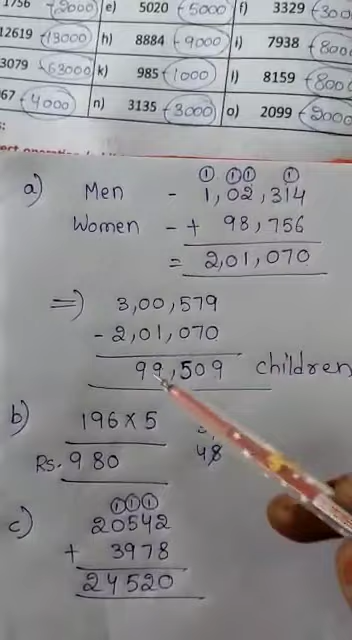 1756 2000 e) 5020 5000 f) 3329 300
12619 13000 h) 8884 9000 i) 7938 800
3079 63000 k) 985 1000 l) 8159 800
67 4000 n) 3135 3000 o) 2099 2000
a) Men - 1,02,314
Women - + 98,756
= 2,01,070
=> 3,00,579
- 2,01,070
99,509 children
b) 196 x 5
Rs. 980
48
c) 20542
+ 3978
24520